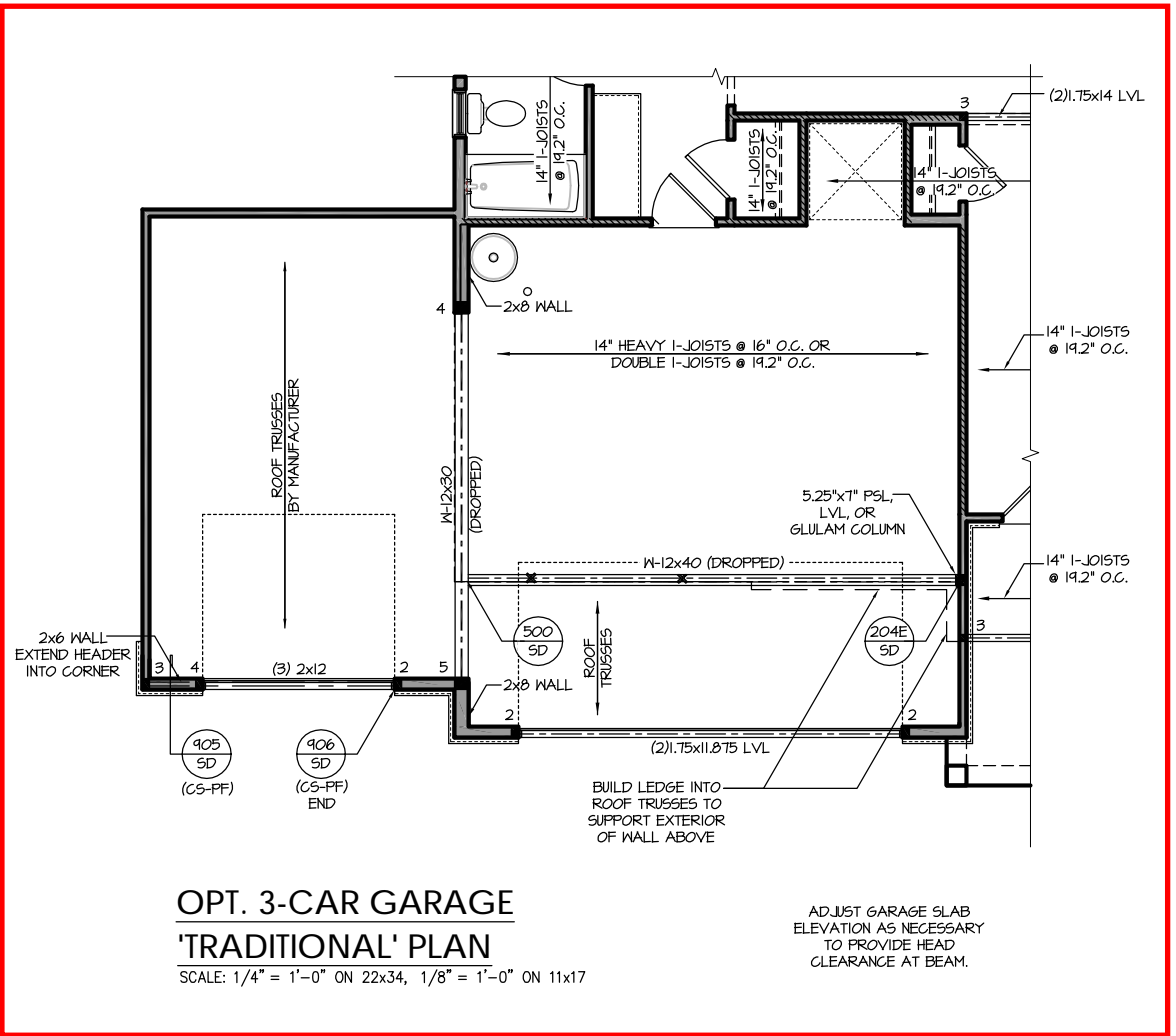 3
(2)1.75x14 LVL
14" I-JOISTS
@ 19.2" O.C.
14" I-JOISTS
@ 19.2" O.C.
14" I-JOISTS
@ 19.2" O.C.
4
2x8 WALL
14" HEAVY I-JOISTS @ 16" O.C. OR
DOUBLE I-JOISTS @ 19.2" O.C.
14" I-JOISTS
@ 19.2" O.C.
ROOF TRUSSES
BY MANUFACTURER
W-12x30
(DROPPED)
5.25"x7" PSL,
LVL, OR
GLULAM COLUMN
W-12x40 (DROPPED)
14" I-JOISTS
@ 19.2" O.C.
500
SD
ROOF
TRUSSES
204E
SD
3
2x6 WALL
EXTEND HEADER
INTO CORNER
3
4
(3) 2x12
2
5
2x8 WALL
2
2
(2)1.75x11.875 LVL
905
SD
(CS-PF)
906
SD
(CS-PF)
END
BUILD LEDGE INTO
ROOF TRUSSES TO
SUPPORT EXTERIOR
OF WALL ABOVE
OPT. 3-CAR GARAGE
'TRADITIONAL' PLAN
SCALE: 1/4" = 1'-0" ON 22x34, 1/8" = 1'-0" ON 11x17
ADJUST GARAGE SLAB
ELEVATION AS NECESSARY
TO PROVIDE HEAD
CLEARANCE AT BEAM.